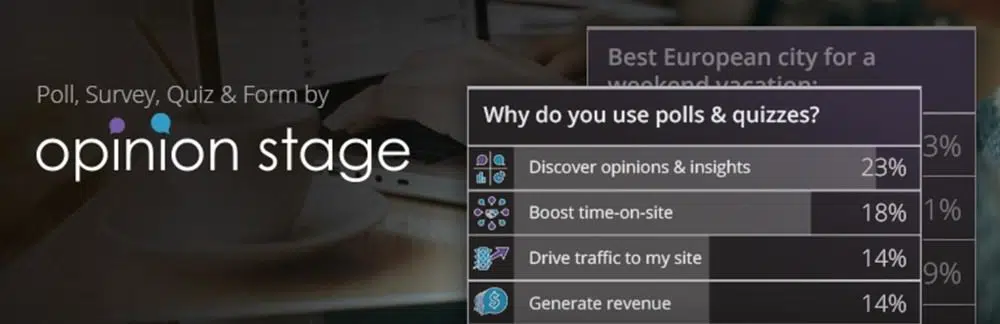 Poll, Survey, Quiz & Form by
opinion stage
Best European city for a
weekend vacation:
3%
1%
9%
Why do you use polls & quizzes?
Discover opinions & insights 23%
Boost time-on-site 18%
Drive traffic to my site 14%
Generate revenue 14%